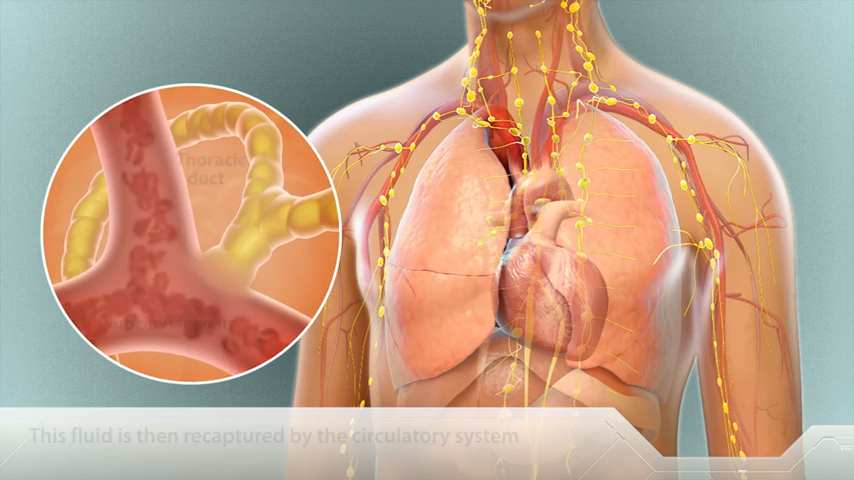 Thoracic
duct
This fluid is then recaptured by the circulatory system